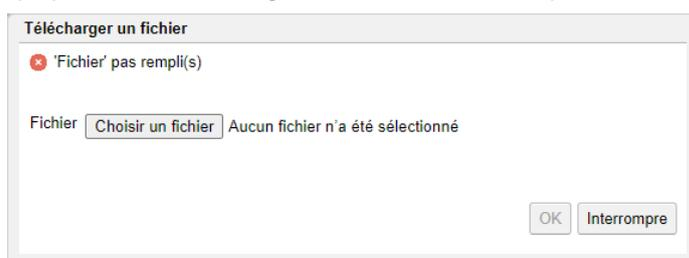 Télécharger un fichier
'Fichier' pas rempli(s)
Fichier Choisir un fichier Aucun fichier n'a été sélectionné
OK Interrompre